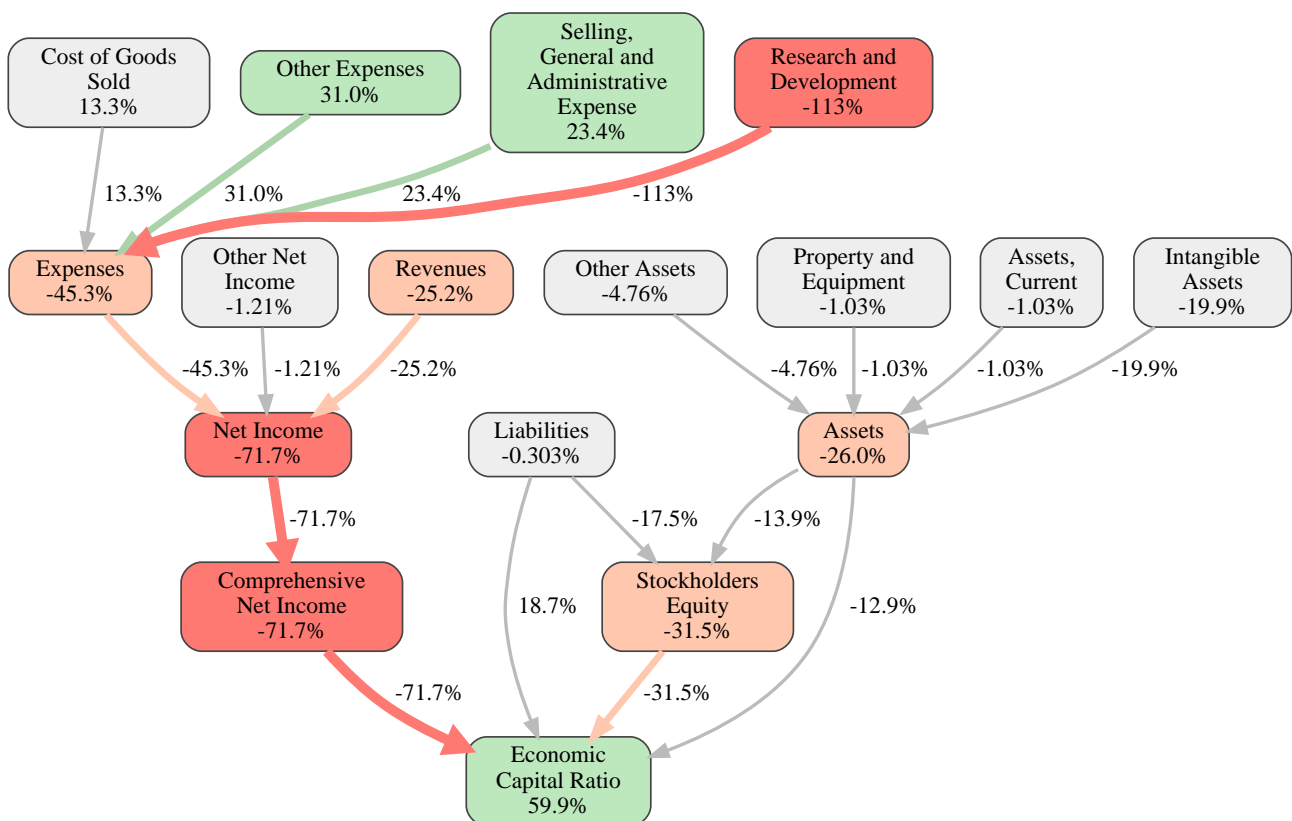 Cost of Goods
Sold
13.3%
Other Expenses
31.0%
Selling,
General and
Administrative
Expense
23.4%
Research and
Development
-113%
13.3%
31.0%
23.4%
-113%
Expenses
-45.3%
Other Net
Income
-1.21%
Revenues
-25.2%
Other Assets
-4.76%
Property and
Equipment
-1.03%
Assets,
Current
-1.03%
Intangible
Assets
-19.9%
-45.3%
-1.21%
-25.2%
-4.76%
-1.03%
-1.03%
-19.9%
Net Income
-71.7%
Liabilities
-0.303%
Assets
-26.0%
-71.7%
-17.5%
-13.9%
Comprehensive
Net Income
-71.7%
18.7%
Stockholders
Equity
-31.5%
-12.9%
-71.7%
-31.5%
Economic
Capital Ratio
59.9%